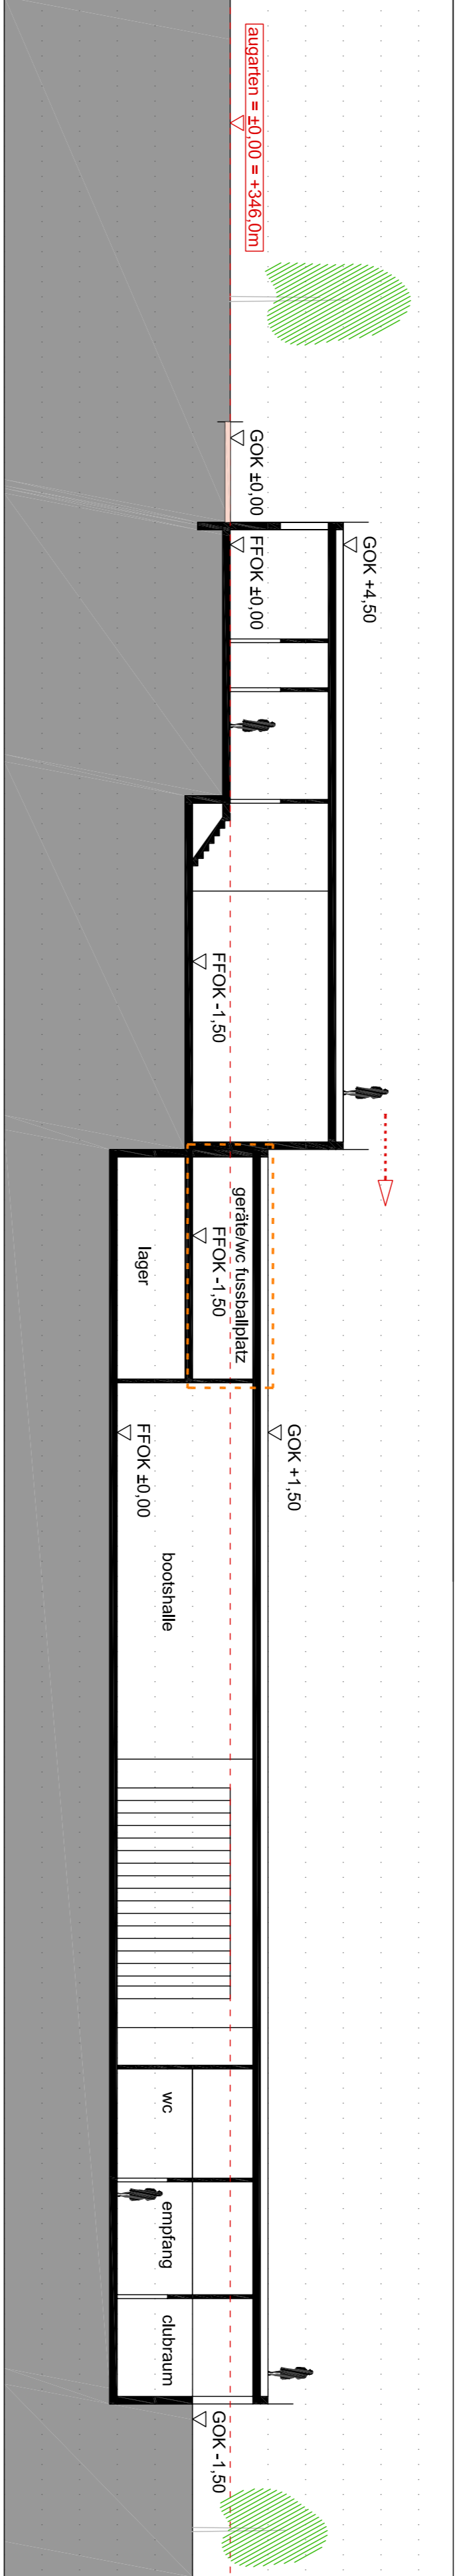 augarten = ±0,00 = +346,0m
GOK ±0,00
FFOK ±0,00
GOK +4,50
FFOK -1,50
geräte/wc fussballplatz
FFOK -1,50
lager
GOK +1,50
FFOK ±0,00
bootshalle
wc
empfang
clubraum
GOK -1,50